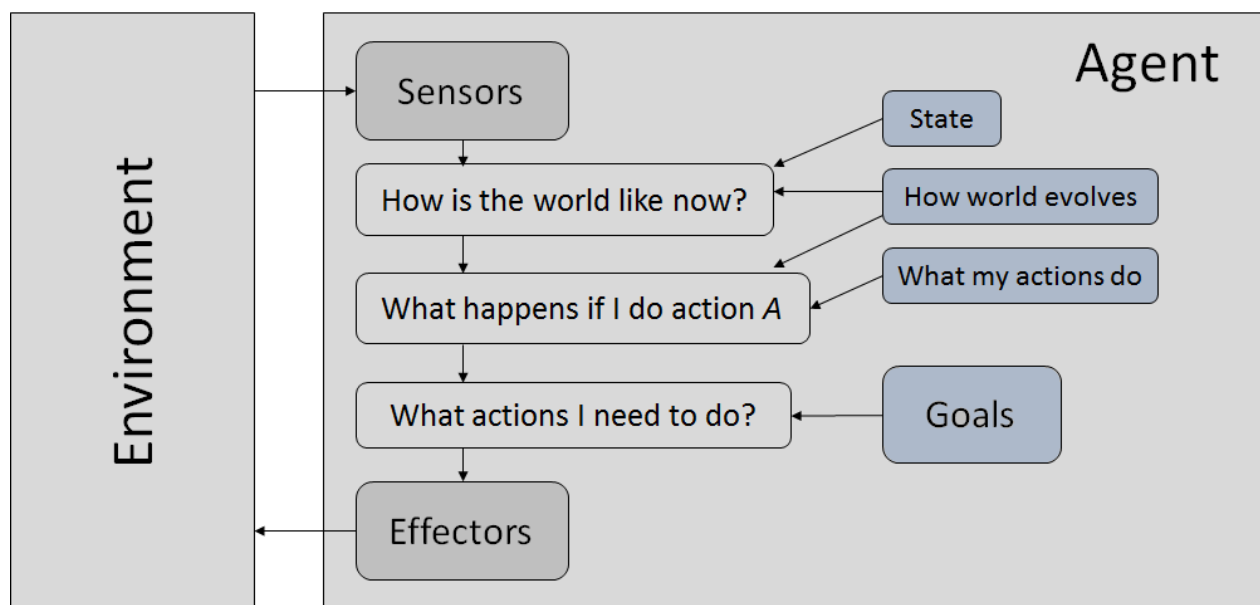 Environment
Agent
Sensors
State
How is the world like now?
How world evolves
What my actions do
What happens if I do action A
What actions I need to do?
Goals
Effectors